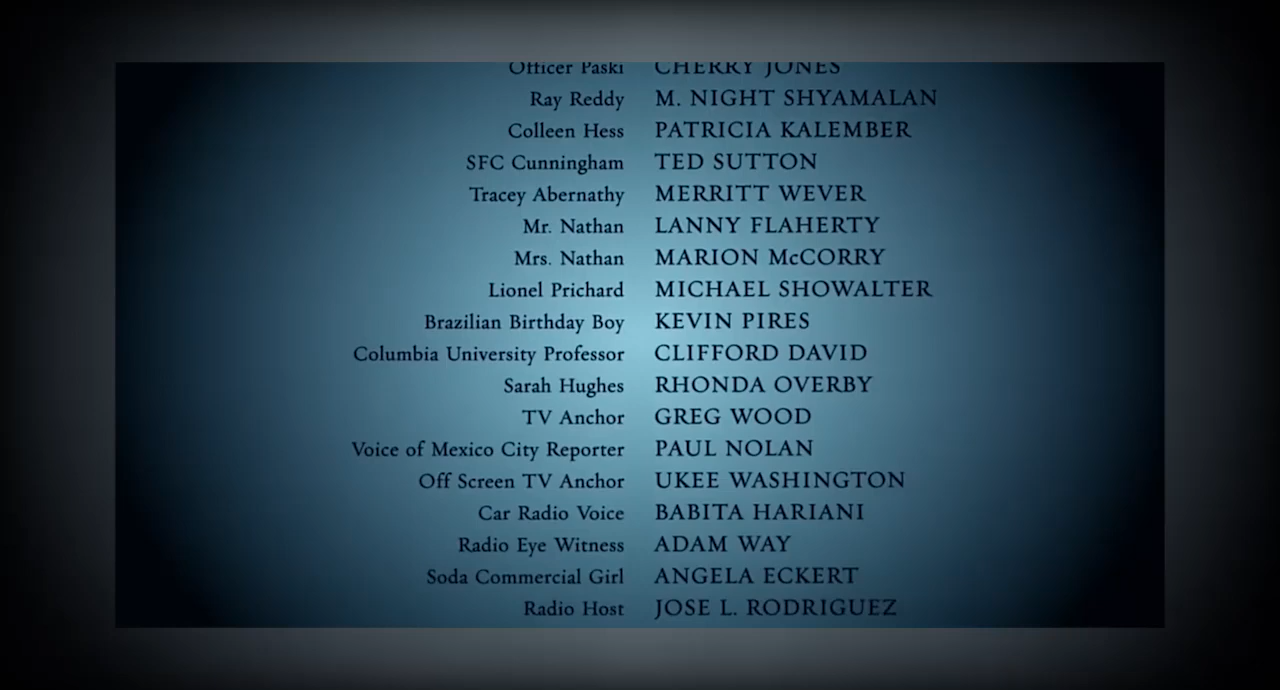 Officer Paski CHERRY JONES
Ray Reddy M. NIGHT SHYAMALAN
Colleen Hess PATRICIA KALEMBER
SFC Cunningham TED SUTTON
Tracey Abernathy MERRITT WEVER
Mr. Nathan LANNY FLAHERTY
Mrs. Nathan MARION McCORRY
Lionel Prichard MICHAEL SHOWALTER
Brazilian Birthday Boy KEVIN PIRES
Columbia University Professor CLIFFORD DAVID
Sarah Hughes RHONDA OVERBY
TV Anchor GREG WOOD
Voice of Mexico City Reporter PAUL NOLAN
Off Screen TV Anchor UKEE WASHINGTON
Car Radio Voice BABITA HARIANI
Radio Eye Witness ADAM WAY
Soda Commercial Girl ANGELA ECKERT
Radio Host JOSE L. RODRIGUEZ